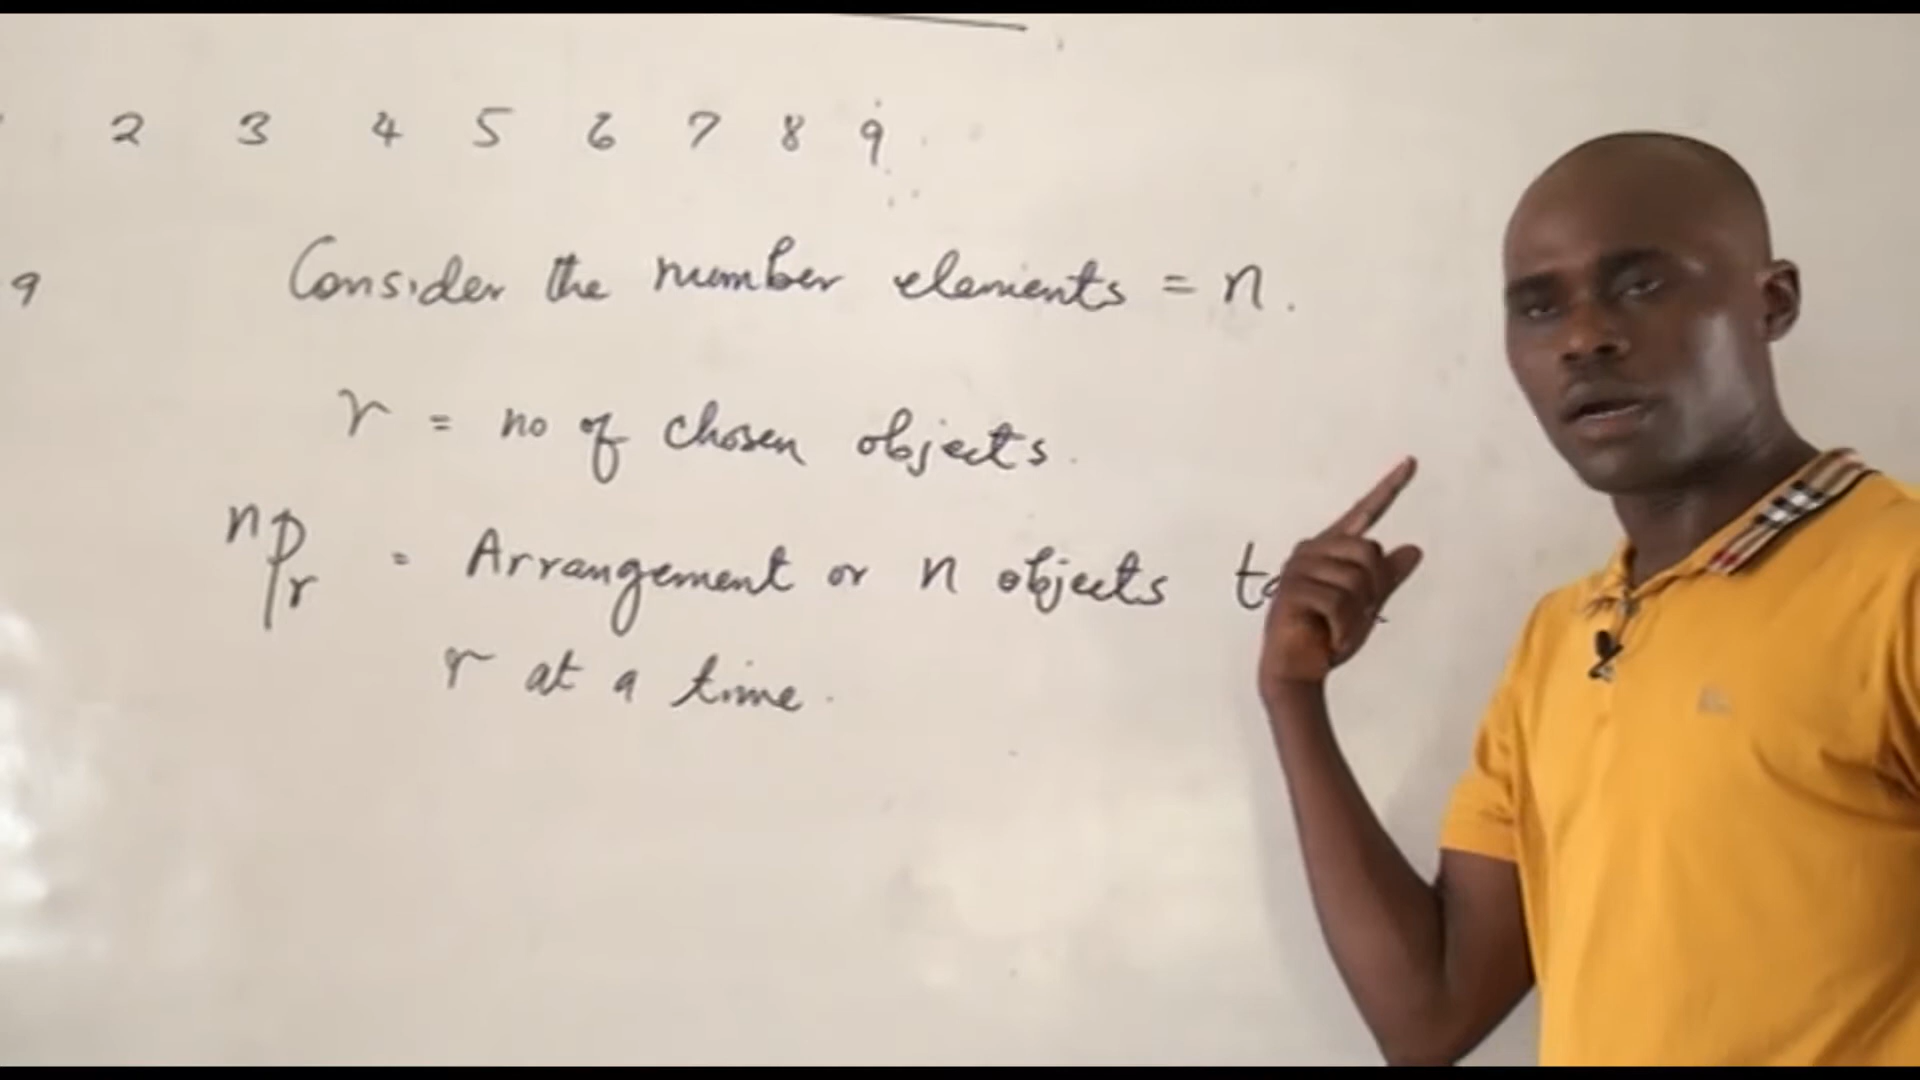 2 3 4 5 6 7 8 9
9
Consider the number elements = n.
r = no of chosen objects.
nPr = Arrangement or n objects
r at a time.